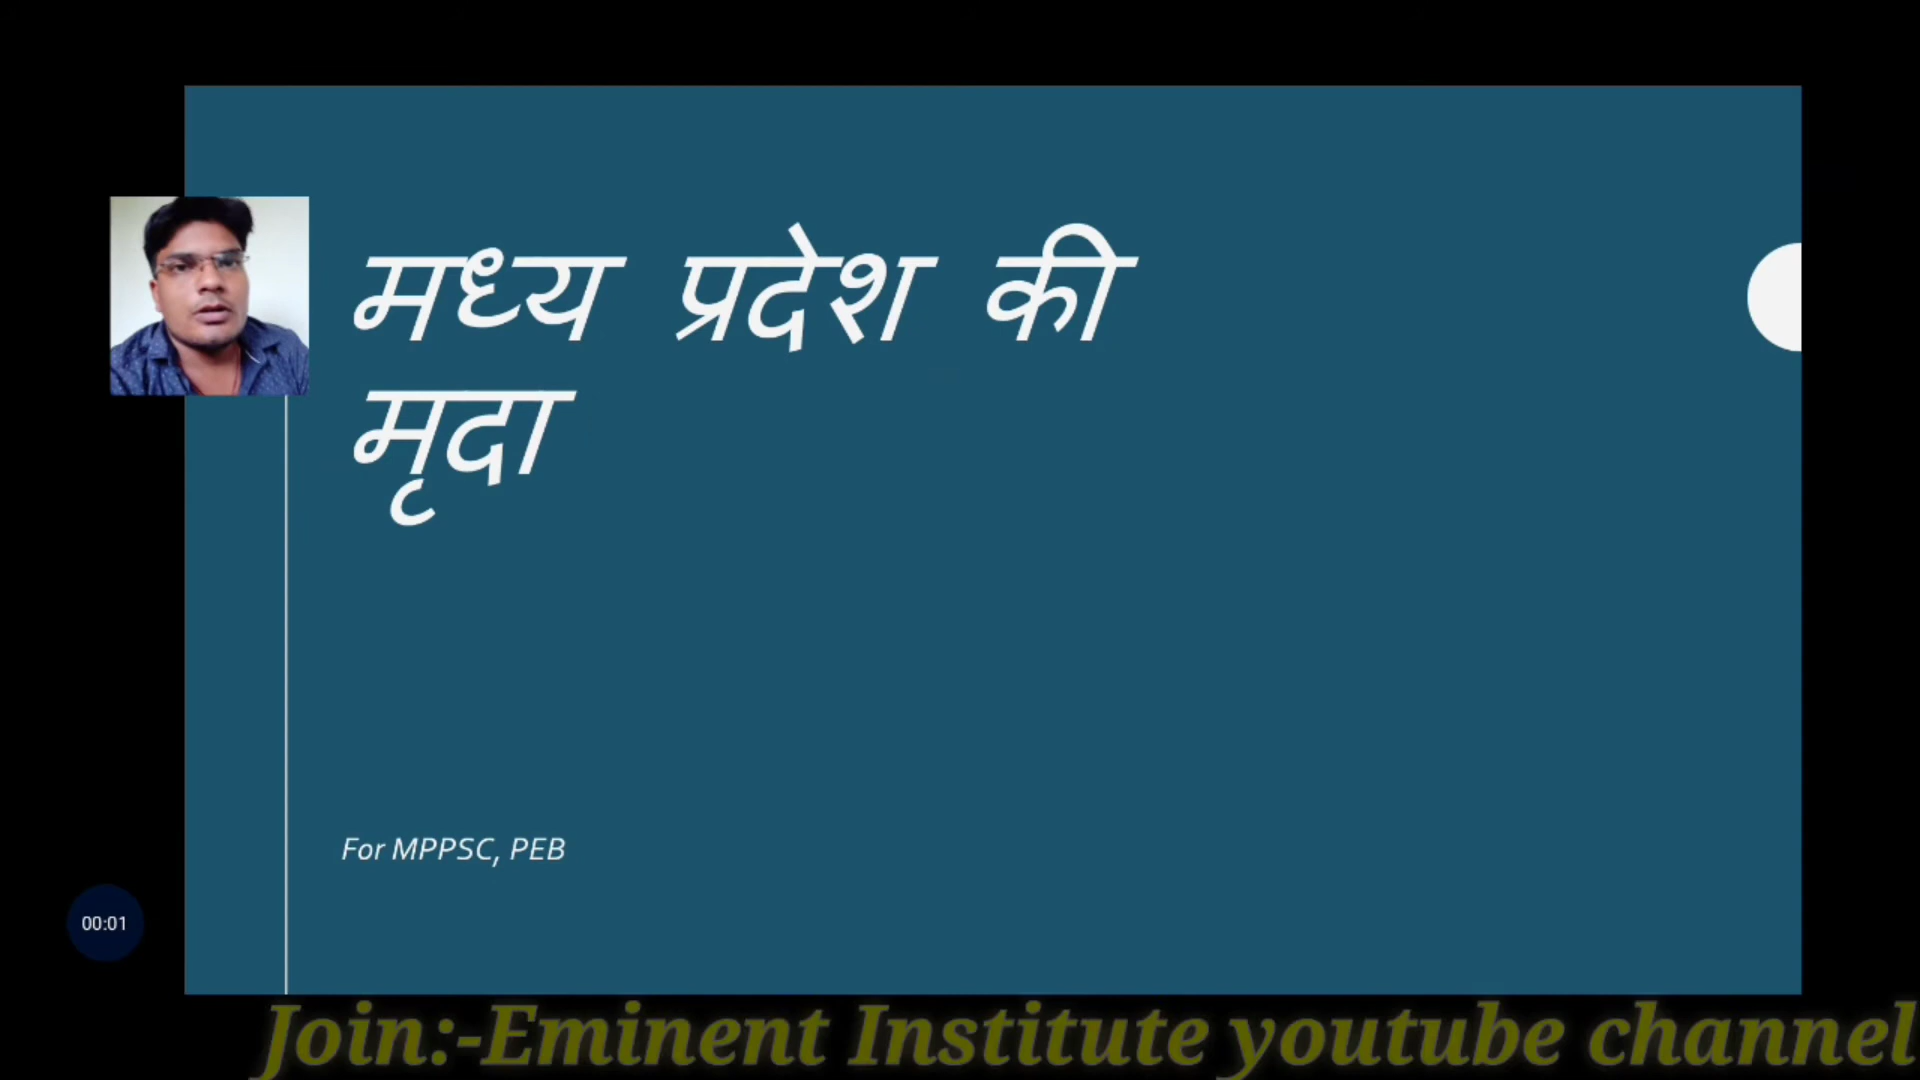 मध्य प्रदेश की
मृदा
For MPPSC, PEB
00:01
Join:-Eminent Institute youtube channel